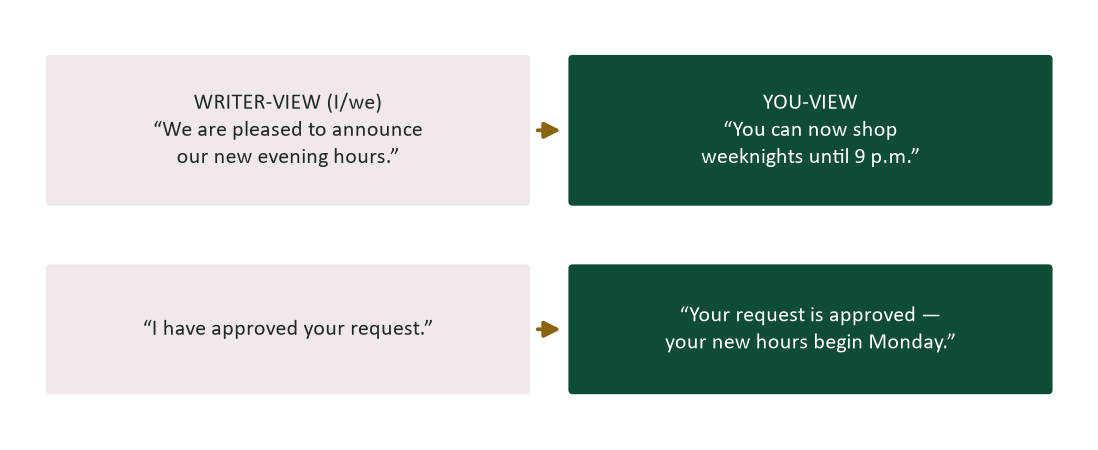 WRITER-VIEW (I/we)
“We are pleased to announce
our new evening hours.”
YOU-VIEW
“You can now shop
weeknights until 9 p.m.”
“I have approved your request.”
“Your request is approved —
your new hours begin Monday.”